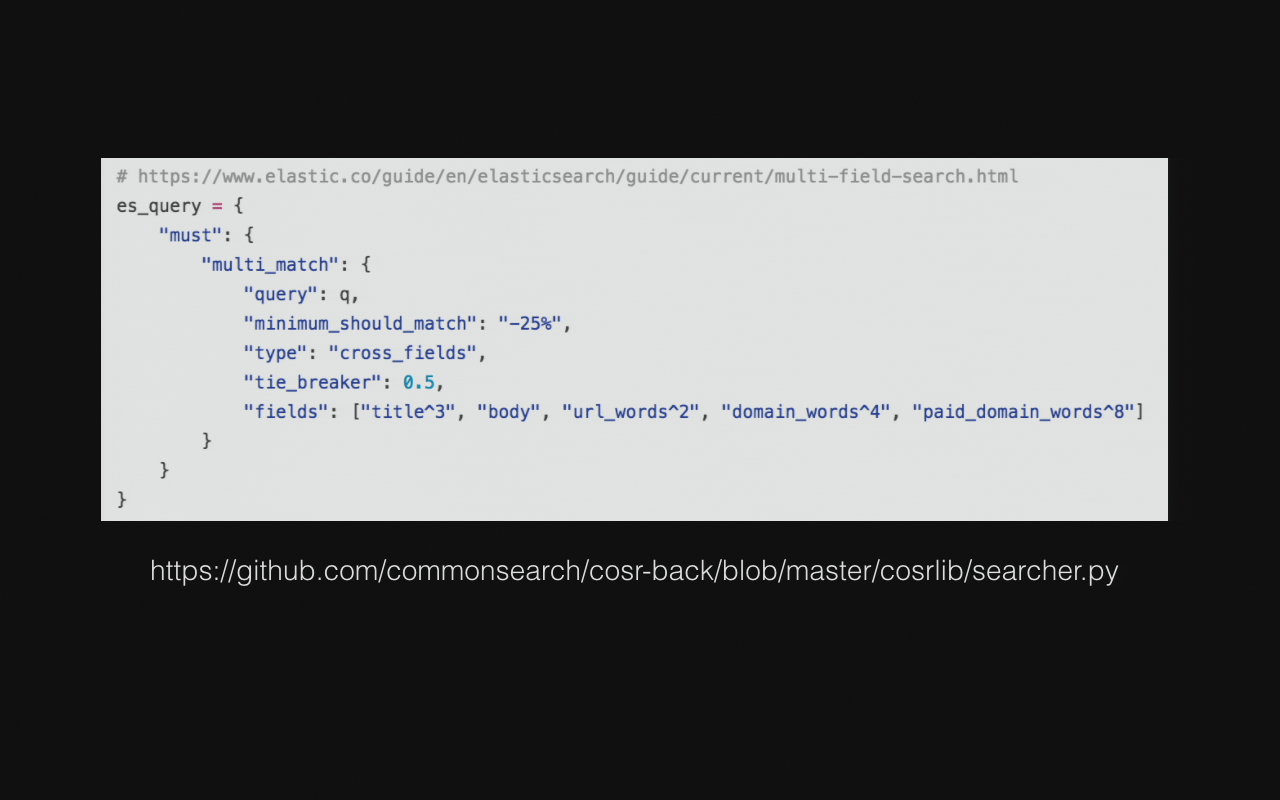 # https://www.elastic.co/guide/en/elasticsearch/guide/current/multi-field-search.html
es_query = {
    "must": {
        "multi_match": {
            "query": q,
            "minimum_should_match": "-25%",
            "type": "cross_fields",
            "tie_breaker": 0.5,
            "fields": ["title^3", "body", "url_words^2", "domain_words^4", "paid_domain_words^8"]
        }
    }
}
https://github.com/commonsearch/cosr-back/blob/master/cosrlib/searcher.py